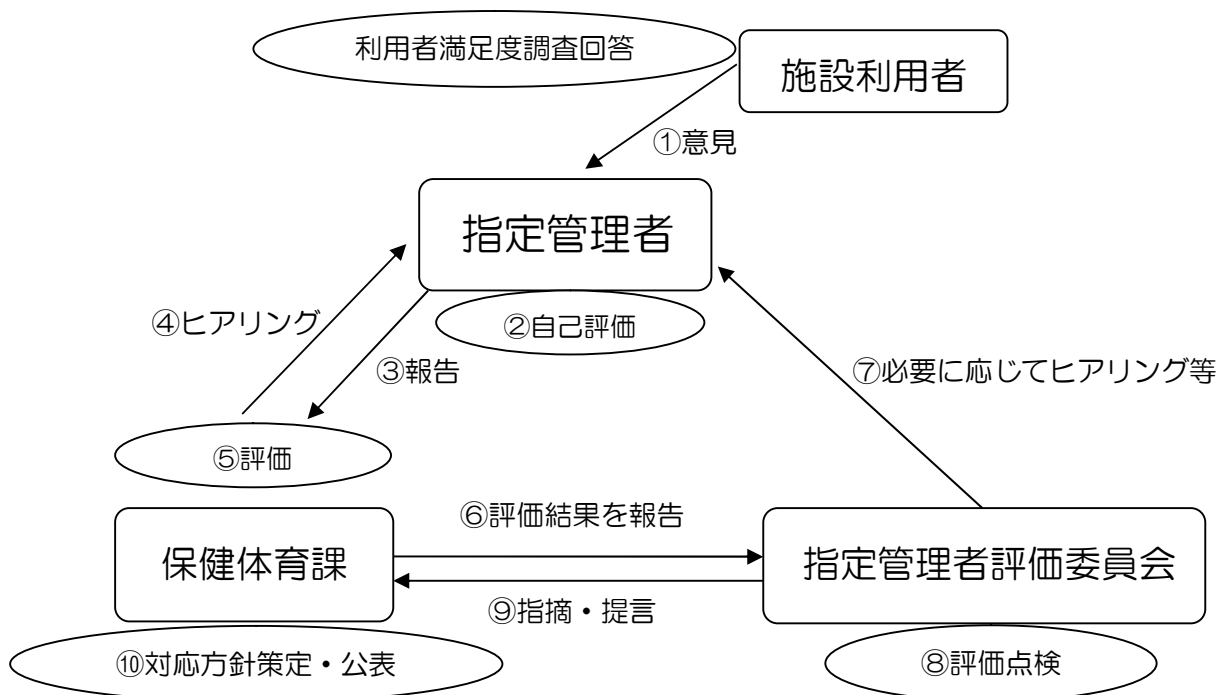 利用者満足度調査回答
施設利用者
①意見
指定管理者
②自己評価
④ヒアリング
③報告
⑦必要に応じてヒアリング等
⑤評価
⑥評価結果を報告
保健体育課
指定管理者評価委員会
⑨指摘・提言
⑩対応方針策定・公表
⑧評価点検